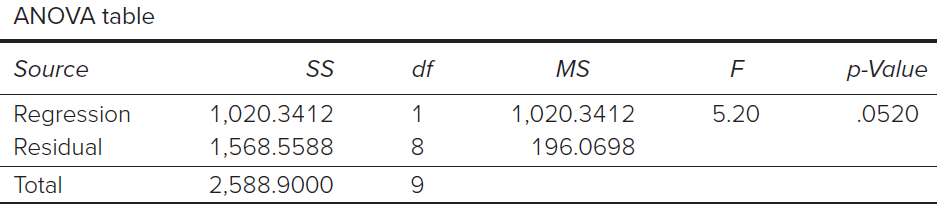 ANOVA table
Source SS df MS F p-Value
Regression 1,020.3412 1 1,020.3412 5.20 .0520
Residual 1,568.5588 8 196.0698
Total 2,588.9000 9